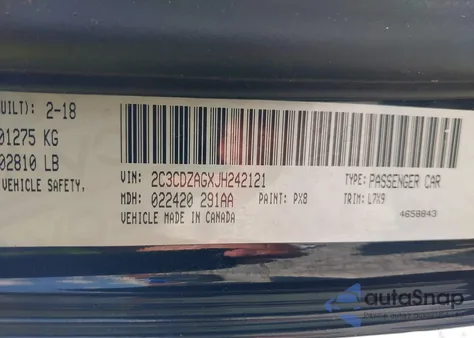 UILT): 2-18
01275 KG
02810 LB
VEHICLE SAFETY,
VIN: 2C3CDZAGXJH242121 TYPE: PASSENGER CAR
MDH: 022420 291AA PAINT: PX8 TRIM: L7X9
VEHICLE MADE IN CANADA 4658843
autoSnap